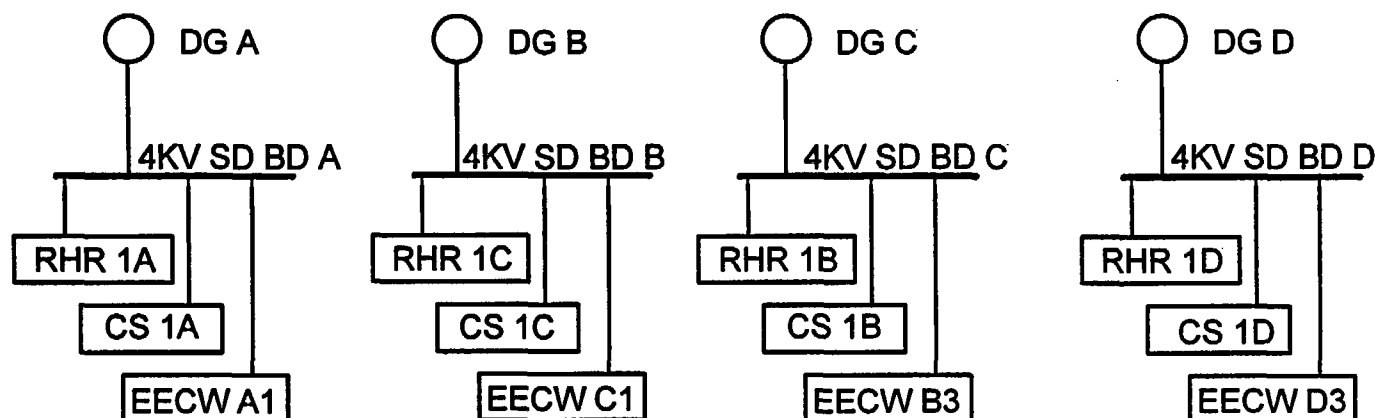 DG A
DG B
DG C
DG D
4KV SD BD A
4KV SD BD B
4KV SD BD C
4KV SD BD D
RHR 1A
RHR 1C
RHR 1B
RHR 1D
CS 1A
CS 1C
CS 1B
CS 1D
EECW A1
EECW C1
EECW B3
EECW D3